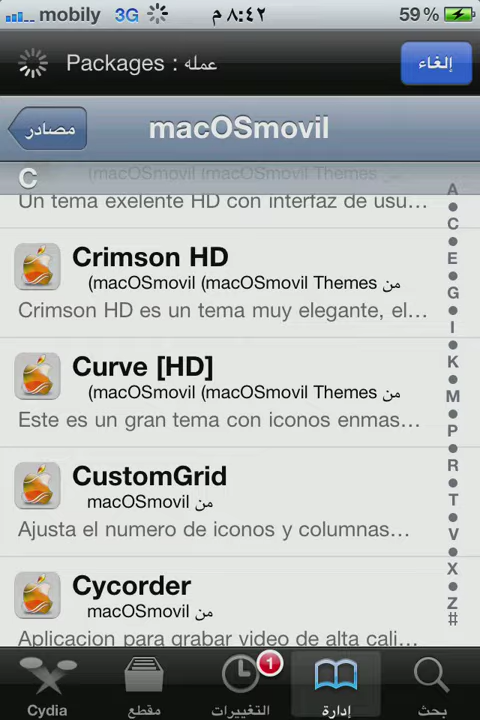 mobily 3G ٨:٤٢ م 59%
Packages : عمله
إلغاء
مصادر
macOSmovil
C
(macOSmovil (macOSmovil Themes
Un tema exelente HD con interfaz de usu...
Crimson HD
من macOSmovil (macOSmovil Themes)
Crimson HD es un tema muy elegante, el...
Curve [HD]
من macOSmovil (macOSmovil Themes)
Este es un gran tema con iconos enmas...
CustomGrid
من macOSmovil
Ajusta el numero de iconos y columnas...
Cycorder
من macOSmovil
Aplicacion para grabar video de alta cali...
A
C
E
G
I
K
M
P
R
T
V
X
Z
#
Cydia
مقطع
التغييرات
1
إدارة
بحث